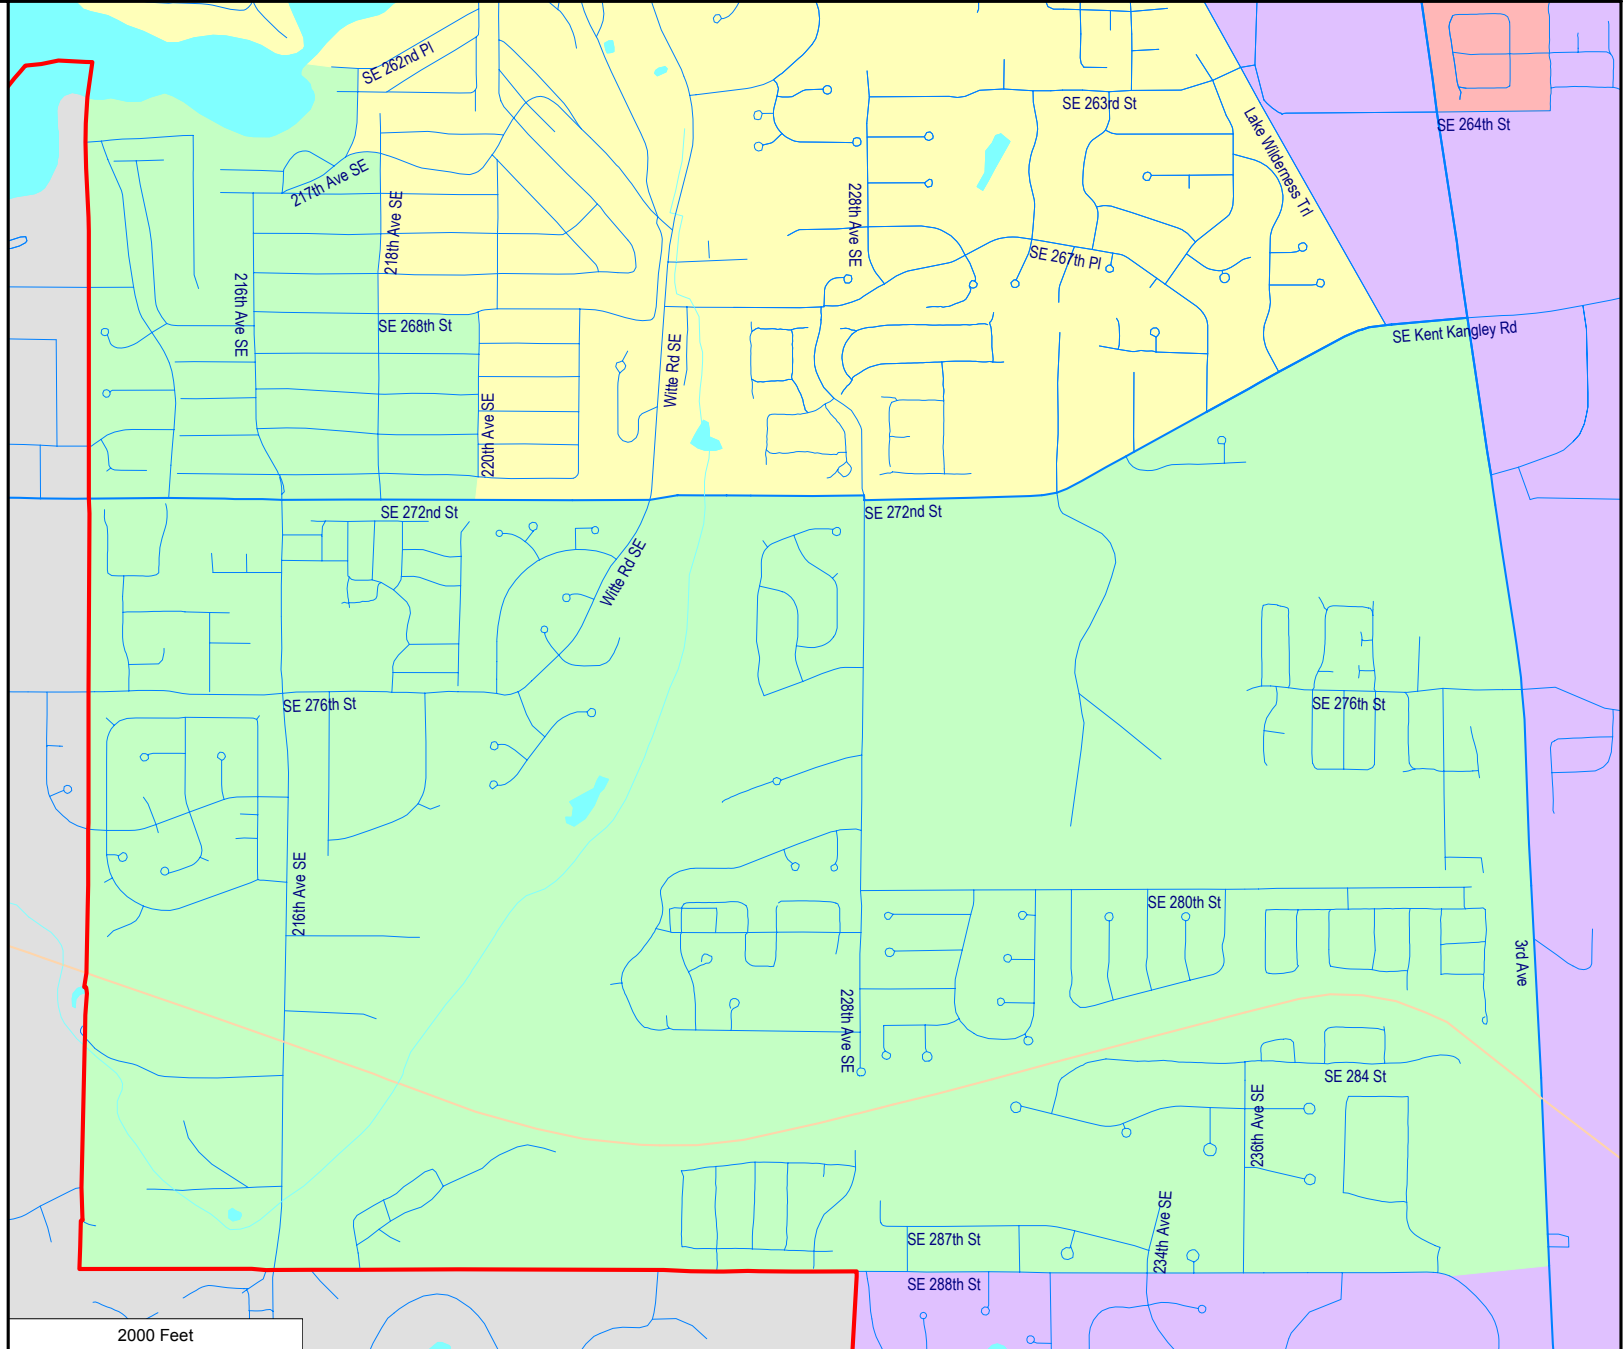 SE 262nd Pl
SE 263rd St
SE 264th St
Lake Wilderness Trl
217th Ave SE
218th Ave SE
228th Ave SE
SE 267th Pl
216th Ave SE
SE 268th St
Witte Rd SE
SE Kent Kangley Rd
220th Ave SE
SE 272nd St
SE 272nd St
Witte Rd SE
SE 276th St
SE 276th St
216th Ave SE
SE 280th St
3rd Ave
228th Ave SE
SE 284 St
236th Ave SE
234th Ave SE
SE 287th St
SE 288th St
2000 Feet